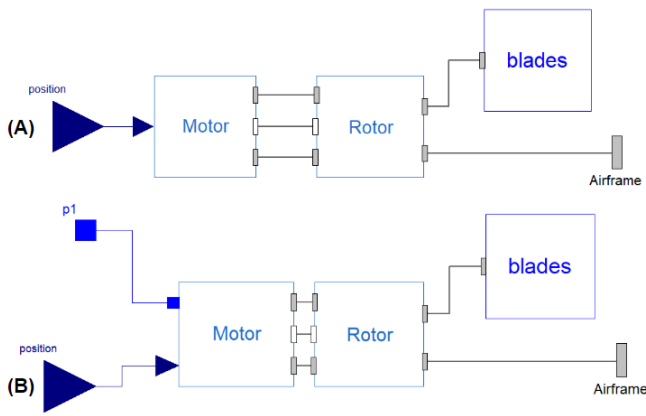 position
(A)
Motor
Rotor
blades
Airframe
p1
position
(B)
Motor
Rotor
blades
Airframe